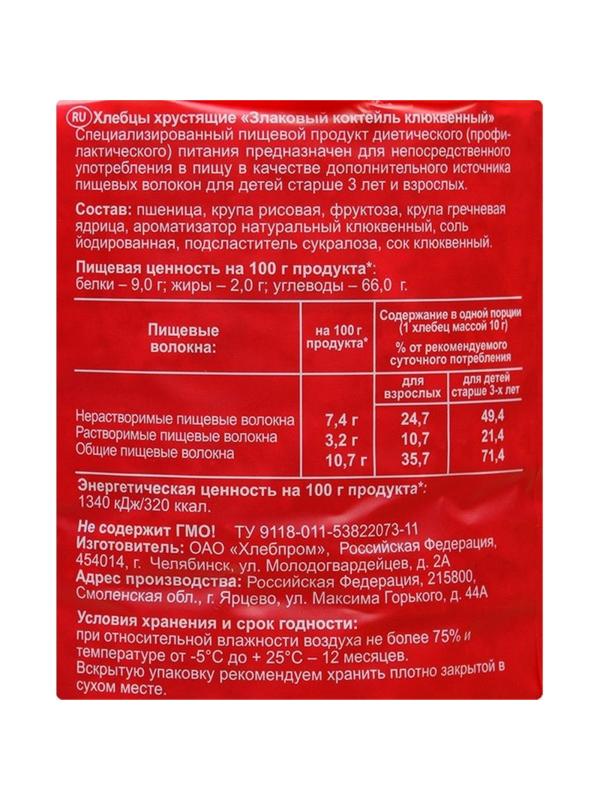 RU Хлебцы хрустящие «Злаковый коктейль клюквенный»
Специализированный пищевой продукт диетического (профи-
лактического) питания предназначен для непосредственного
употребления в пищу в качестве дополнительного источника
пищевых волокон для детей старше 3 лет и взрослых.
Состав: пшеница, крупа рисовая, фруктоза, крупа гречневая
ядрица, ароматизатор натуральный клюквенный, соль
йодированная, подсластитель сукралоза, сок клюквенный.
Пищевая ценность на 100 г продукта*:
белки – 9,0 г; жиры – 2,0 г; углеводы – 66,0 г.
Пищевые
волокна:
на 100 г
продукта*
Содержание в одной порции
(1 хлебец массой 10 г)
% от рекомендуемого
суточного потребления
для
взрослых
для детей
старше 3-х лет
Нерастворимые пищевые волокна 7,4 г 24,7 49,4
Растворимые пищевые волокна 3,2 г 10,7 21,4
Общие пищевые волокна 10,7 г 35,7 71,4
Энергетическая ценность на 100 г продукта*:
1340 кДж/320 ккал.
Не содержит ГМО! ТУ 9118-011-53822073-11
Изготовитель: ОАО «Хлебпром», Российская Федерация,
454014, г. Челябинск, ул. Молодогвардейцев, д. 2А
Адрес производства: Российская Федерация, 215800,
Смоленская обл., г. Ярцево, ул. Максима Горького, д. 44А
Условия хранения и срок годности:
при относительной влажности воздуха не более 75% и
температуре от -5°С до + 25°С – 12 месяцев.
Вскрытую упаковку рекомендуем хранить плотно закрытой в
сухом месте.